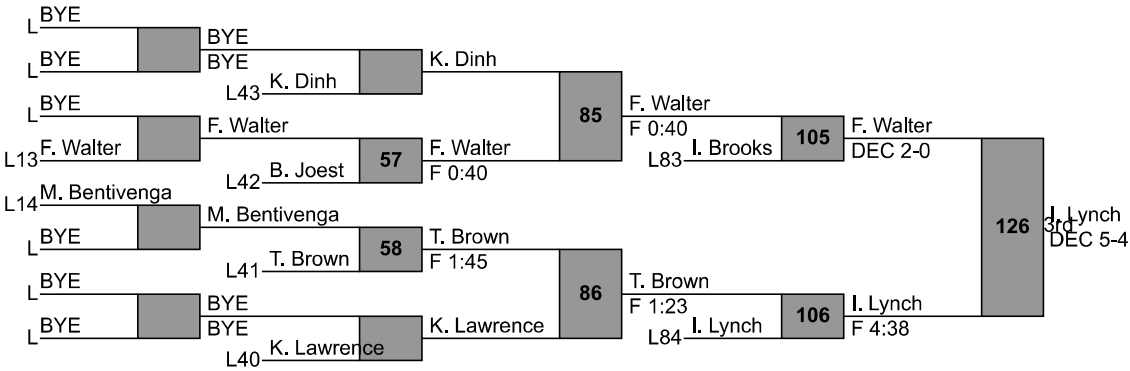 BYE
L
BYE
BYE
BYE
L
K. Dinh
K. Dinh
L43
BYE
L
85
F. Walter
F 0:40
F. Walter
F. Walter
L13
57
F. Walter
F 0:40
B. Joest
L42
I. Brooks
L83
105
F. Walter
DEC 2-0
M. Bentivenga
L14
M. Bentivenga
BYE
L
58
T. Brown
F 1:45
T. Brown
L41
126
3rd
I. Lynch
DEC 5-4
BYE
L
86
T. Brown
F 1:23
BYE
BYE
BYE
L
K. Lawrence
K. Lawrence
L40
I. Lynch
L84
106
I. Lynch
F 4:38